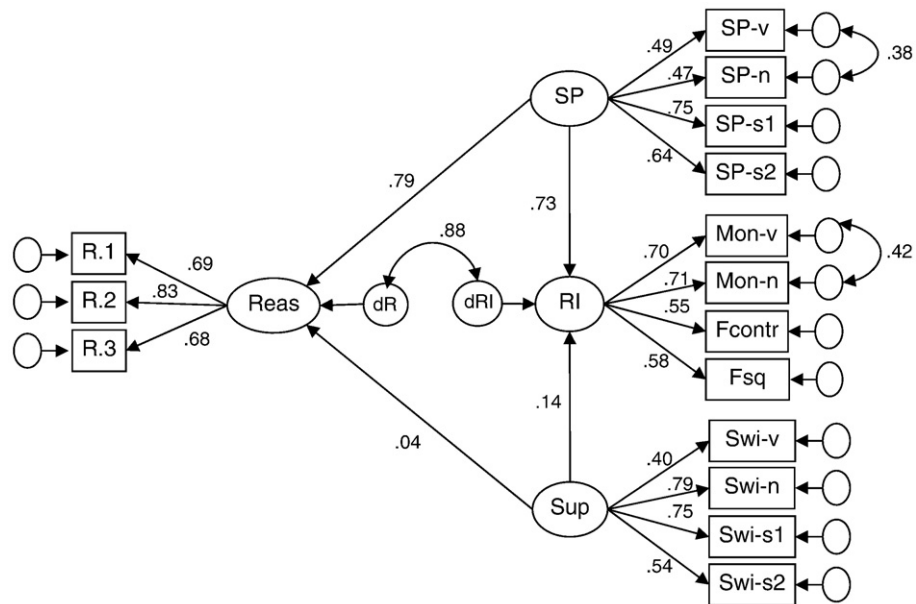 SP-v
.49
.38
SP-n
.47
SP
.75
SP-s1
.64
SP-s2
.79
.73
Mon-v
.88
.70
.42
R.1
Mon-n
.69
.71
R.2
.83
Reas
dR
dRI
RI
.55
Fcontr
R.3
.68
.58
Fsq
.14
.04
Swi-v
.40
Swi-n
.79
Sup
.75
Swi-s1
.54
Swi-s2